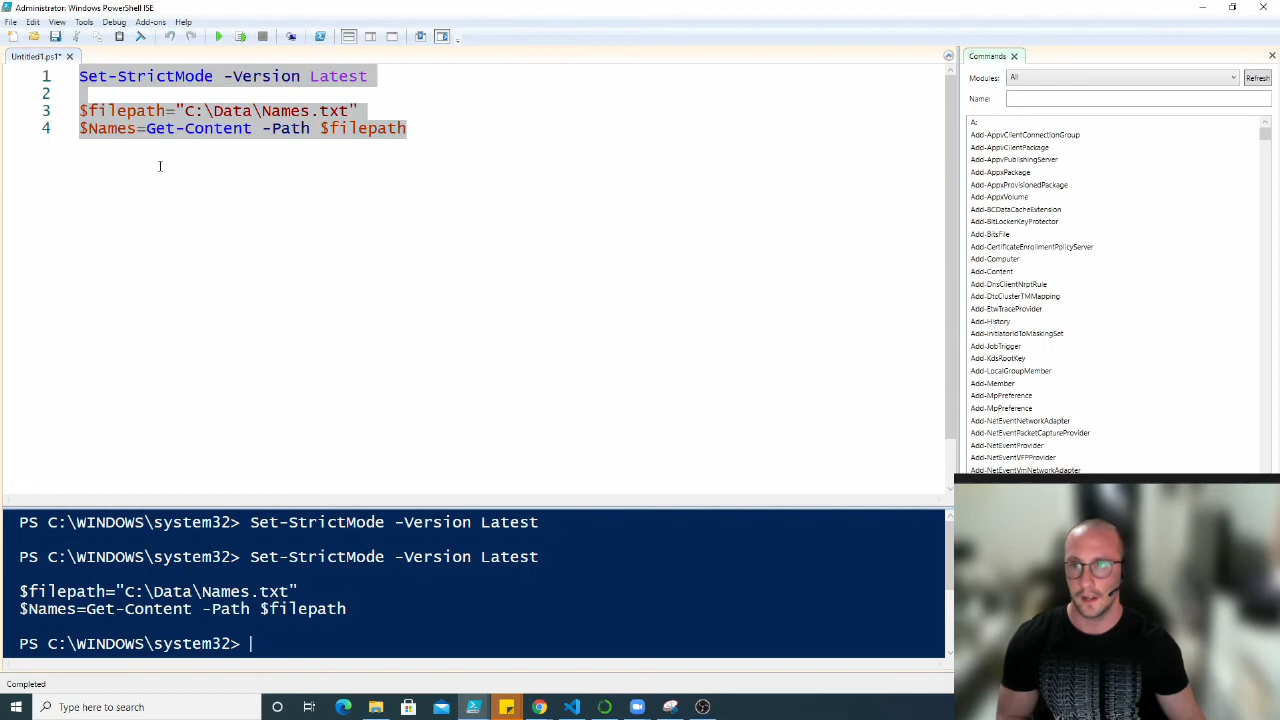 Administrator: Windows PowerShell ISE
File Edit View Tools Debug Add-ons Help
Untitled1.ps1*
1 Set-StrictMode -Version Latest
2
3 $filepath="C:\Data\Names.txt"
4 $Names=Get-Content -Path $filepath
Commands
Modules: All Refresh
Name:
A:
Add-AppvClientConnectionGroup
Add-AppvClientPackage
Add-AppvPublishingServer
Add-AppxPackage
Add-AppxProvisionedPackage
Add-AppxVolume
Add-BCDataCacheExtension
Add-BitLockerKeyProtector
Add-BitsFile
Add-CertificateEnrollmentPolicyServer
Add-Computer
Add-Content
Add-DnsClientNrptRule
Add-DtcClusterTMMapping
Add-EtwTraceProvider
Add-History
Add-InitiatorIdToMaskingSet
Add-JobTrigger
Add-KdsRootKey
Add-LocalGroupMember
Add-Member
Add-MpPreference
Add-MpPreference
Add-NetEventNetworkAdapter
Add-NetEventPacketCaptureProvider
Add-NetEventProvider
Add-NetEventVFPProvider
Add-NetEventVmNetworkAdapter
PS C:\WINDOWS\system32> Set-StrictMode -Version Latest
PS C:\WINDOWS\system32> Set-StrictMode -Version Latest
$filepath="C:\Data\Names.txt"
$Names=Get-Content -Path $filepath
PS C:\WINDOWS\system32>
Completed
Type here to search